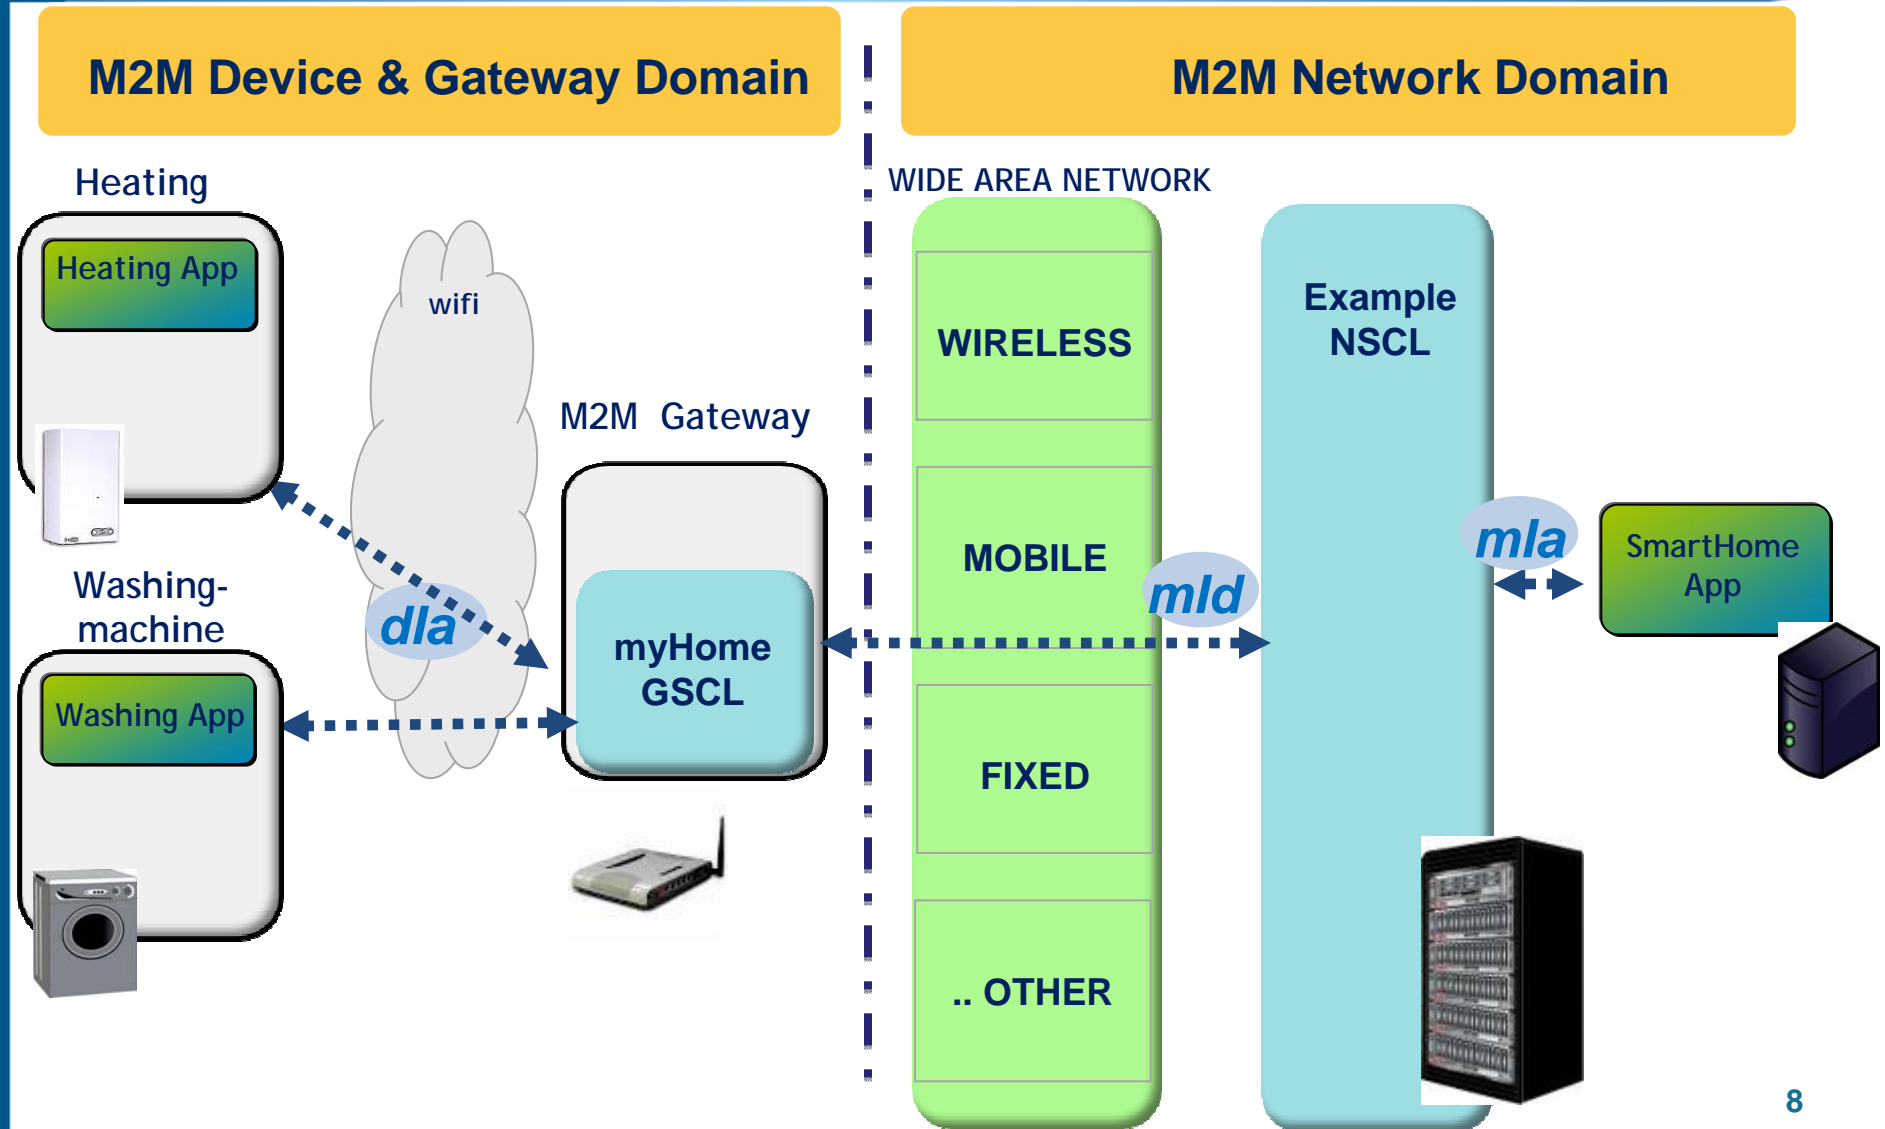 M2M Device & Gateway Domain
M2M Network Domain
Heating
Heating App
wifi
M2M Gateway
Washing-
machine
Washing App
dla
myHome
GSCL
WIDE AREA NETWORK
WIRELESS
MOBILE
FIXED
.. OTHER
mld
Example
NSCL
mla
SmartHome
App
8